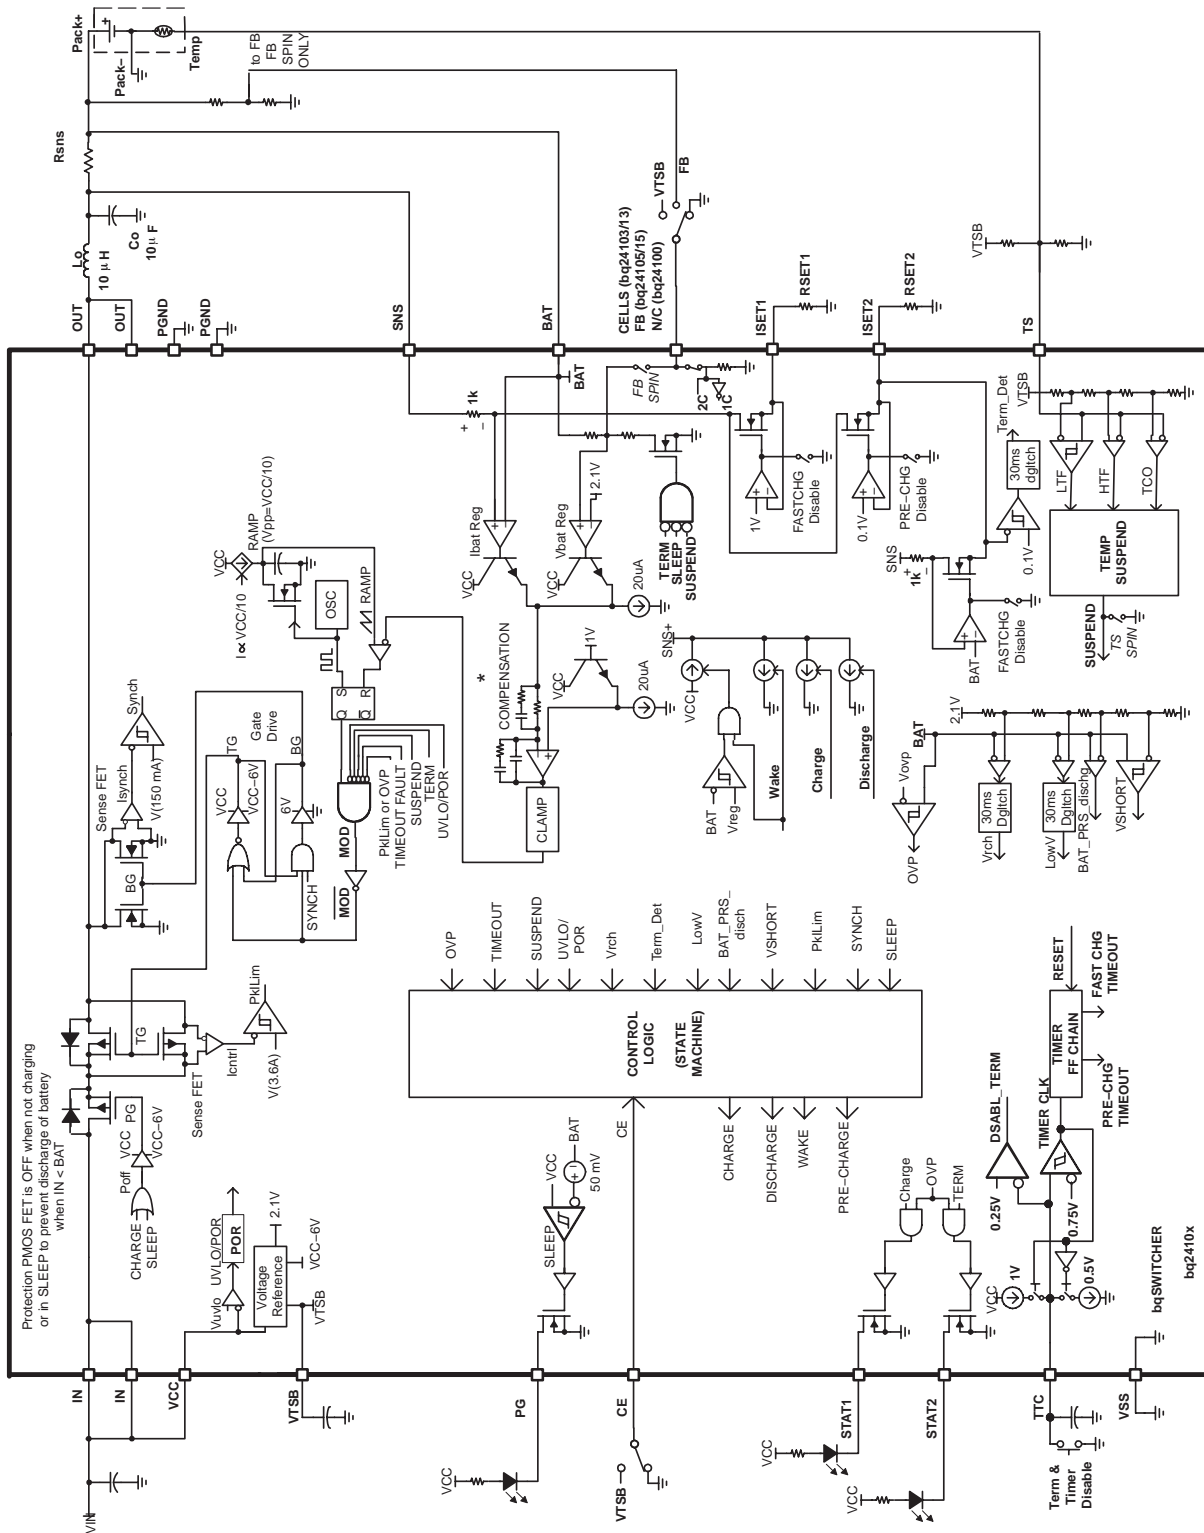 Protection PMOS FET is OFF when not charging
or in SLEEP to prevent discharge of battery
when IN < BAT
VIN
IN
IN
VCC
VTSB
VCC
PG
CE
VTSB
VCC
STAT1
VCC
STAT2
TTC
Term &
Timer
Disable
VSS
CHARGE
SLEEP
Poff
VCC
PG
VCC–6V
Vuvlo
UVLO/POR
POR
Voltage
Reference
2.1V
VCC–6V
VTSB
TG
Sense FET
Icntrl
V(3.6A)
PkILim
BG
Sense FET
Isynch
V(150 mA)
Synch
VCC
TG
VCC–6V
Gate
Drive
6V
BG
SYNCH
MOD
MOD
PkILim or OVP
TIMEOUT FAULT
SUSPEND
TERM
UVLO/POR
S
Q
R
Q
OSC
RAMP
I ∝ VCC/10
VCC
RAMP
(Vpp=VCC/10)
OUT
OUT
PGND
PGND
SNS
BAT
Lo
10 μ H
Co
10 μ F
Rsns
Pack+
Pack–
Temp
to FB
FB
SPIN
ONLY
CELLS (bq24103/13)
FB (bq24105/15)
N/C (bq24100)
VTSB
FB
ISET1
RSET1
ISET2
RSET2
TS
VTSB
+
1k
–
BAT
FB
SPIN
2C
1C
VCC
Ibat Reg
VCC
Vbat Reg
2.1V
TERM
SLEEP
SUSPEND
20uA
COMPENSATION
*
VCC
1V
20uA
CLAMP
1V
FASTCHG
Disable
0.1V
PRE–CHG
Disable
SNS
+
1k
–
BAT
FASTCHG
Disable
0.1V
30ms
dgltch
Term_Det
VTSB
LTF
HTF
TCO
TEMP
SUSPEND
SUSPEND
TS
SPIN
SNS+
VCC
BAT
Vreg
Wake
Charge
Discharge
2.1V
BAT
Vovp
OVP
30ms
Dgltch
Vrch
30ms
Dgltch
LowV
BAT_PRS_dischg
VSHORT
CONTROL
LOGIC
(STATE
MACHINE)
OVP
TIMEOUT
SUSPEND
UVLO/
POR
Vrch
Term_Det
LowV
BAT_PRS_
disch
VSHORT
PkILim
SYNCH
SLEEP
CE
CHARGE
DISCHARGE
WAKE
PRE–CHARGE
SLEEP
VCC
BAT
50 mV
+
–
Charge
OVP
TERM
VCC
1V
0.5V
0.25V
DSABL_TERM
0.75V
TIMER CLK
TIMER
FF CHAIN
RESET
FAST CHG
TIMEOUT
PRE–CHG
TIMEOUT
bqSWITCHER
bq2410x